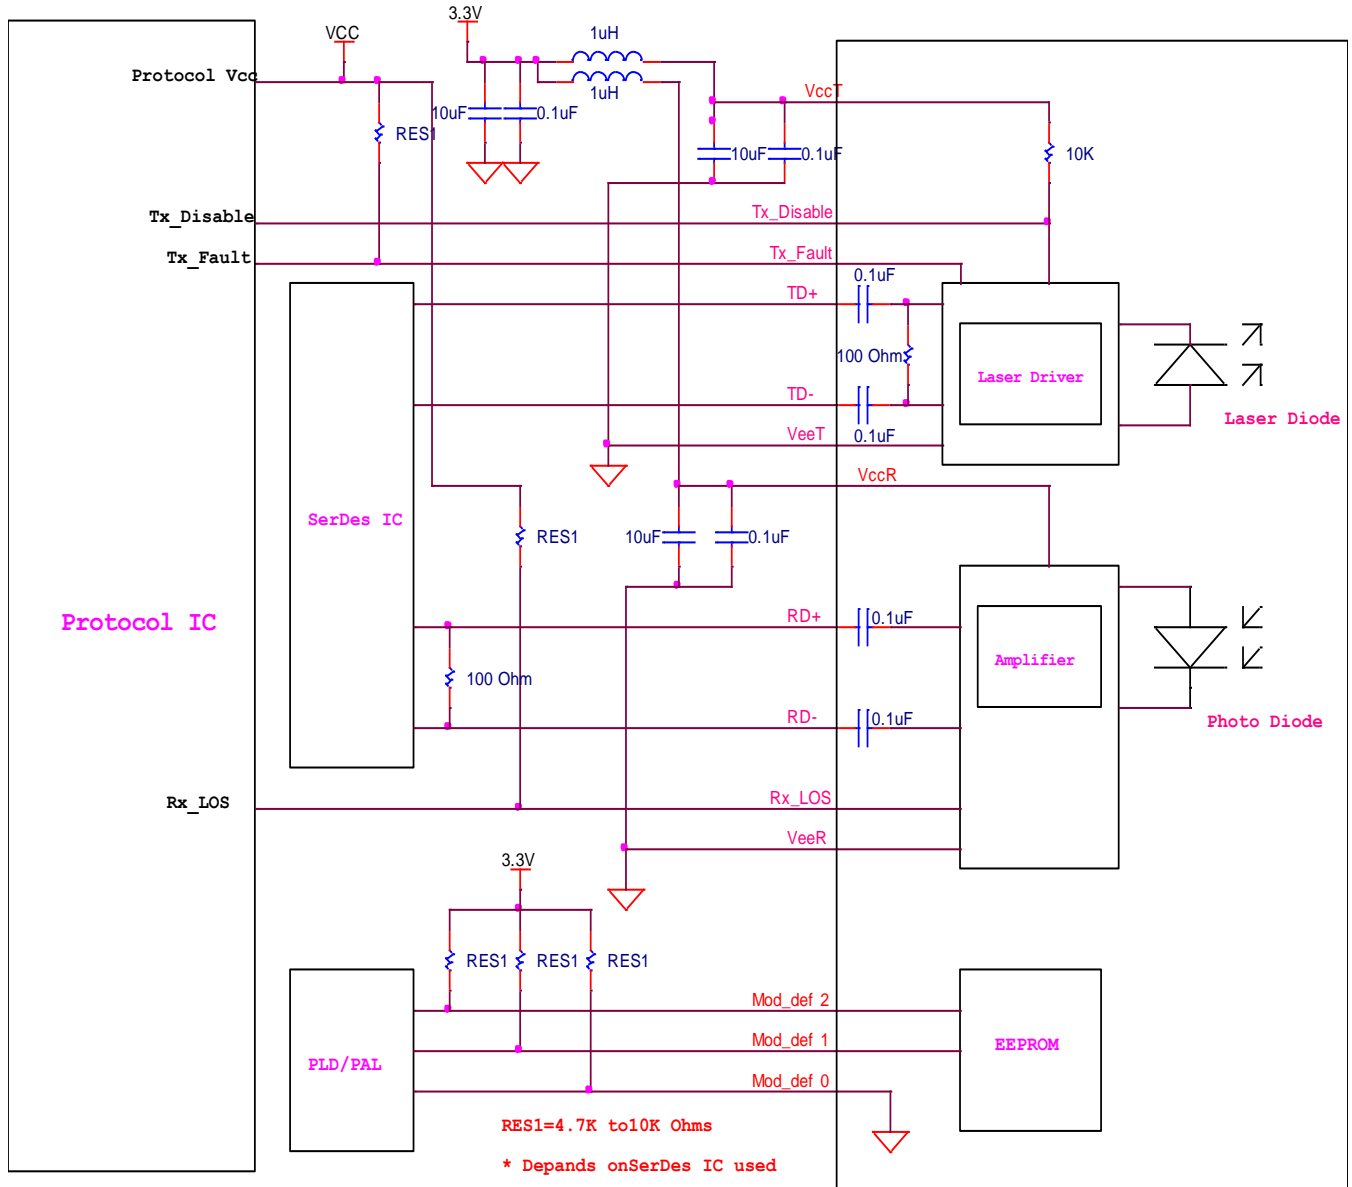 3.3V
1uH
VCC
Protocol Vcc
1uH
VccT
10uF
0.1uF
RES1
10uF
0.1uF
10K
Tx_Disable
Tx_Disable
Tx_Fault
Tx_Fault
0.1uF
TD+
100 Ohm
Laser Driver
TD-
Laser Diode
VeeT
0.1uF
VccR
SerDes IC
RES1
10uF
0.1uF
Protocol IC
RD+
0.1uF
Amplifier
100 Ohm
RD-
0.1uF
Photo Diode
Rx_LOS
Rx_LOS
VeeR
3.3V
RES1
RES1
RES1
Mod_def 2
Mod_def 1
EEPROM
PLD/PAL
Mod_def 0
RES1=4.7K to10K Ohms
* Depands onSerDes IC used